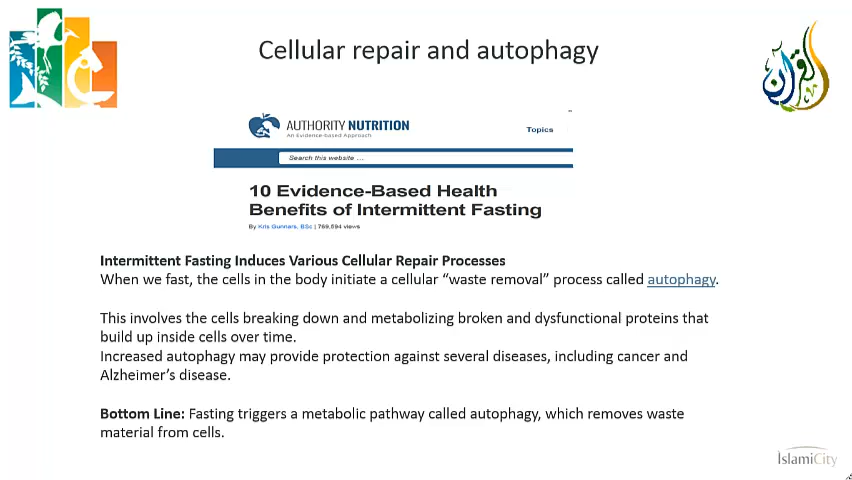 Cellular repair and autophagy
القرآن
AUTHORITY NUTRITION
An Evidence-based Approach
Topics
Search this website ...
10 Evidence-Based Health
Benefits of Intermittent Fasting
By Kris Gunnars, BSc | 769,594 views
Intermittent Fasting Induces Various Cellular Repair Processes
When we fast, the cells in the body initiate a cellular “waste removal” process called autophagy.
This involves the cells breaking down and metabolizing broken and dysfunctional proteins that
build up inside cells over time.
Increased autophagy may provide protection against several diseases, including cancer and
Alzheimer’s disease.
Bottom Line: Fasting triggers a metabolic pathway called autophagy, which removes waste
material from cells.
IslamiCity